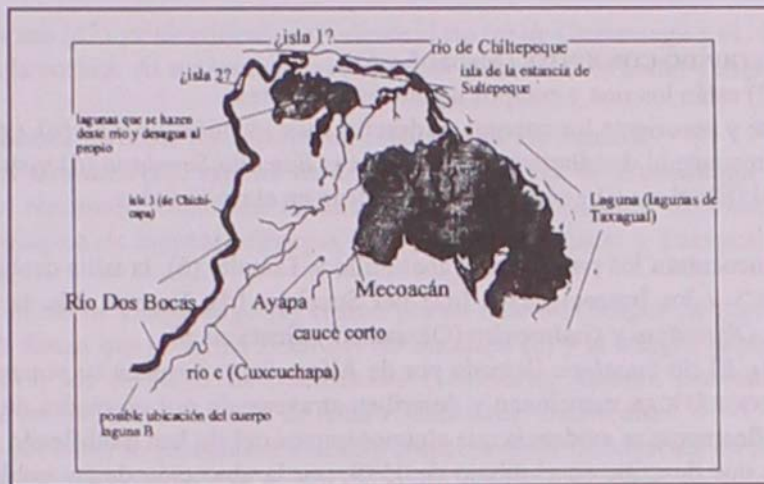 ¿isla 1?
río de Chiltepeque
¿isla 2?
isla de la estancia de
Sultepeque
lagunas que se hazen
deste río y desagua al
propio
isla 3 (de Chichi-
capa)
Laguna (lagunas de
Taxagual)
Río Dos Bocas
Ayapa
Mecoacán
cauce corto
río c (Cuxcuchapa)
posible ubicación del cuerpo
laguna B